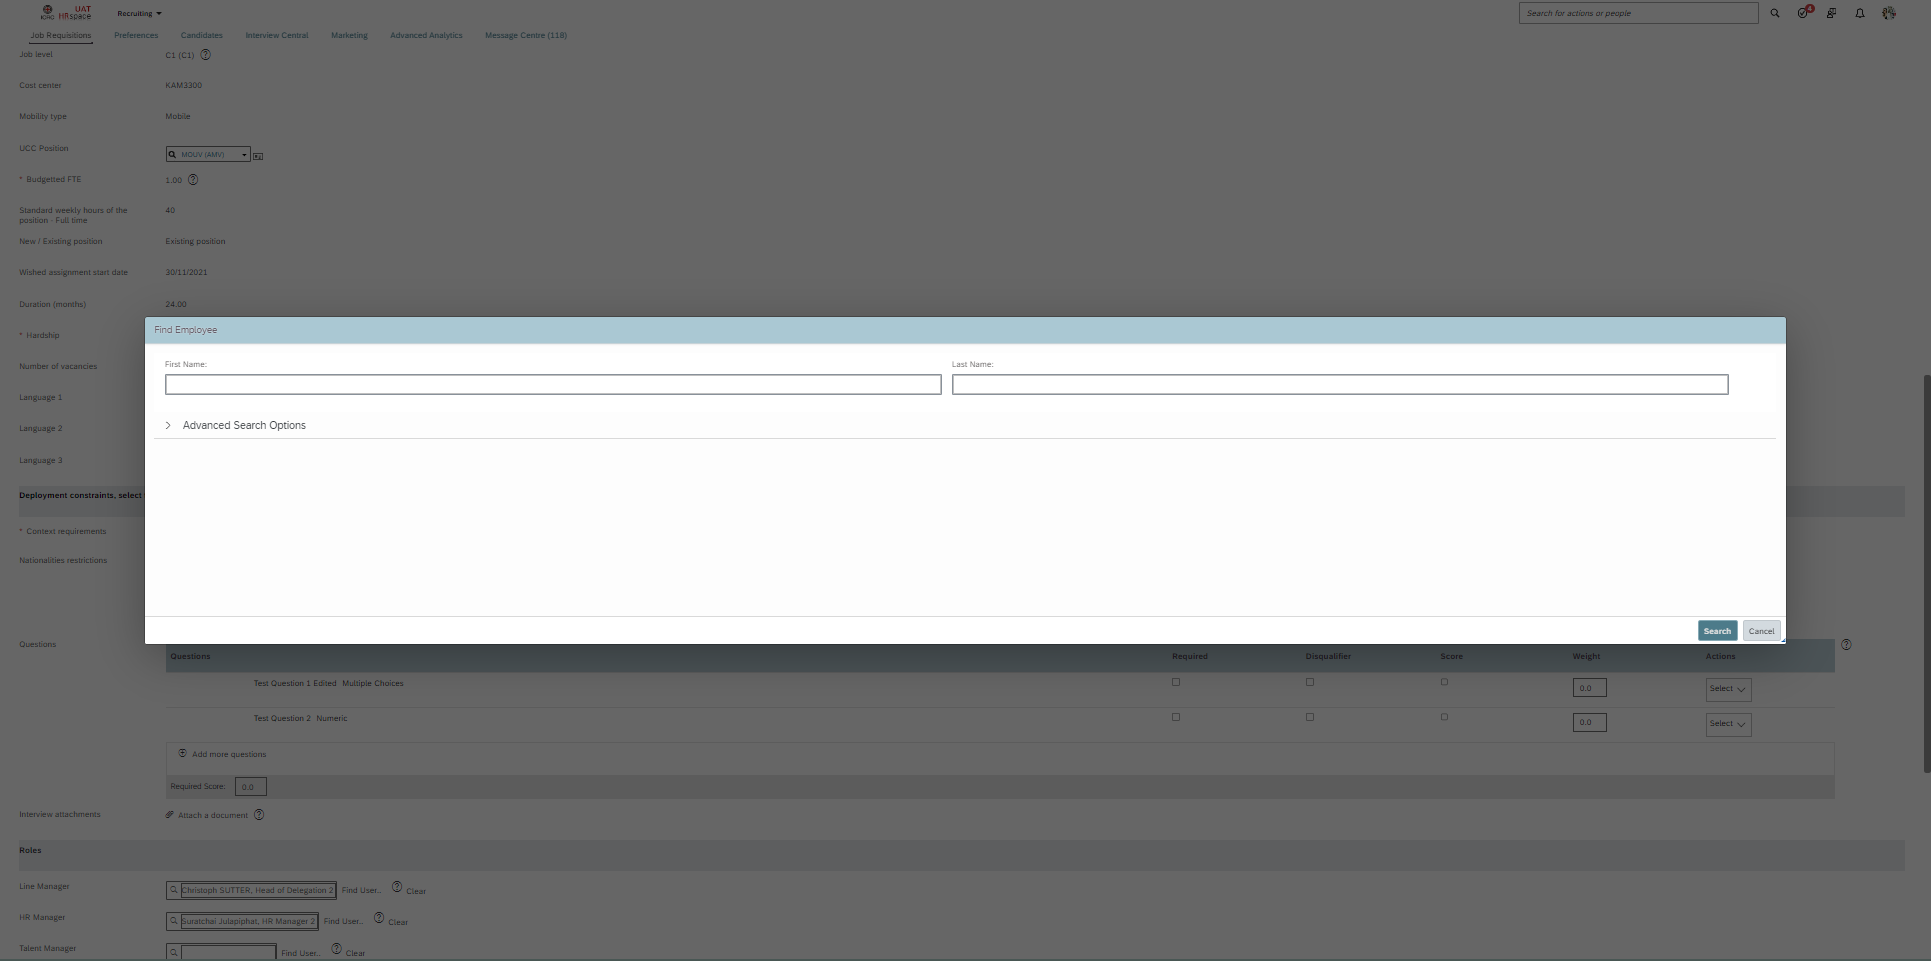 UAT
ICRC HRspace
Recruiting
Search for actions or people
4
Job Requisitions Preferences Candidates Interview Central Marketing Advanced Analytics Message Centre (118)
Job level C1 (C1)
Cost center KAM3300
Mobility type Mobile
UCC Position MOUV (AMV)
* Budgetted FTE 1.00
Standard weekly hours of the position - Full time 40
New / Existing position Existing position
Wished assignment start date 30/11/2021
Duration (months) 24.00
Find Employee
* Hardship
First Name: Last Name:
Number of vacancies
Language 1
Advanced Search Options
Language 2
Language 3
Deployment constraints, select
* Context requirements
Nationalities restrictions
Search Cancel
Questions
Questions Required Disqualifier Score Weight Actions
Test Question 1 Edited Multiple Choices 0.0 Select
Test Question 2 Numeric 0.0 Select
Add more questions
Required Score: 0.0
Interview attachments Attach a document
Roles
Line Manager Christoph SUTTER, Head of Delegation 2 Find User... Clear
HR Manager Suratchai Julapiphat, HR Manager 2 Find User... Clear
Talent Manager Find User... Clear